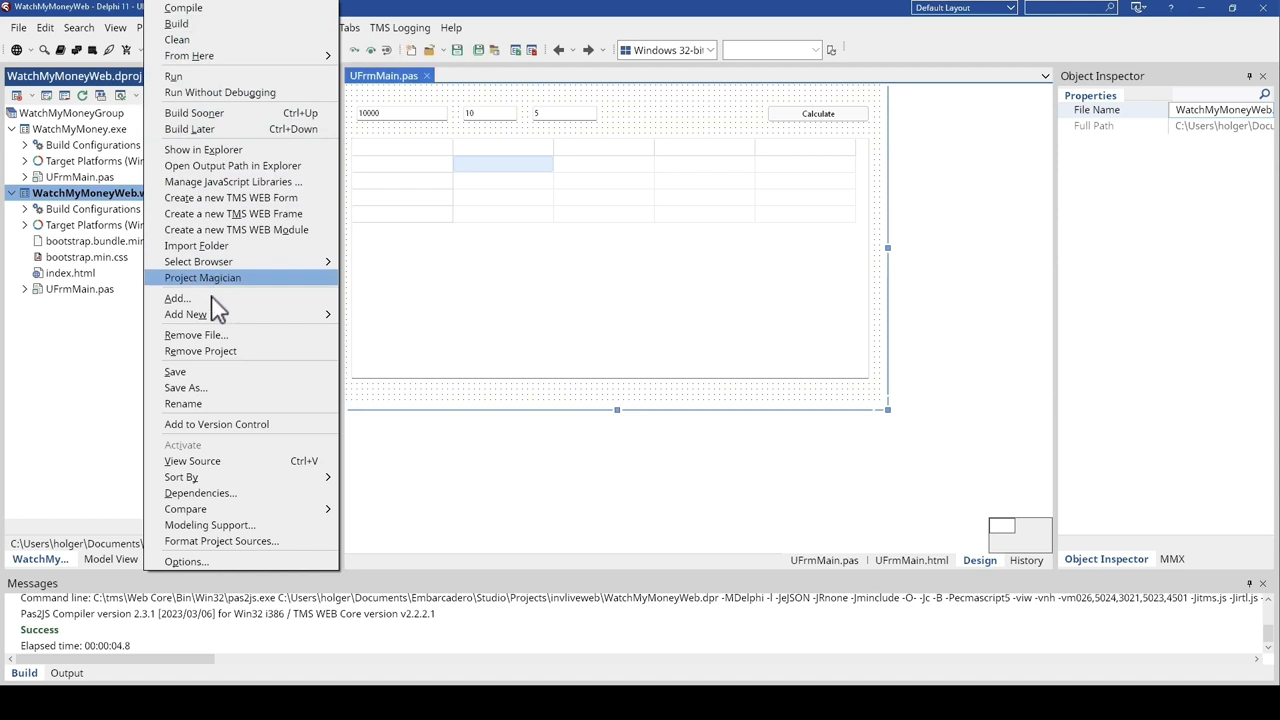 WatchMyMoneyWeb - Delphi 11 - U
Default Layout
File Edit Search View
Tabs TMS Logging Help
Windows 32-bit
WatchMyMoneyWeb.dproj
WatchMyMoneyGroup
WatchMyMoney.exe
Build Configurations
Target Platforms (Win
UFrmMain.pas
WatchMyMoneyWeb.w
Build Configurations
Target Platforms (Win
bootstrap.bundle.min
bootstrap.min.css
index.html
UFrmMain.pas
C:\Users\holger\Documents\
WatchMy... Model View
Compile
Build
Clean
From Here
Run
Run Without Debugging
Build Sooner Ctrl+Up
Build Later Ctrl+Down
Show in Explorer
Open Output Path in Explorer
Manage JavaScript Libraries ...
Create a new TMS WEB Form
Create a new TMS WEB Frame
Create a new TMS WEB Module
Import Folder
Select Browser
Project Magician
Add...
Add New
Remove File...
Remove Project
Save
Save As...
Rename
Add to Version Control
Activate
View Source Ctrl+V
Sort By
Dependencies...
Compare
Modeling Support...
Format Project Sources...
Options...
UFrmMain.pas
10000 10 5 Calculate
UFrmMain.pas UFrmMain.html Design History
Object Inspector
Properties
File Name WatchMyMoneyWeb.
Full Path C:\Users\holger\Docume
Object Inspector MMX
Messages
Command line: C:\tms\Web Core\Bin\Win32\pas2js.exe C:\Users\holger\Documents\Embarcadero\Studio\Projects\invliveweb\WatchMyMoneyWeb.dpr -MDelphi -l -JeJSON -JRnone -Jminclude -O- -Jc -B -Pecmascript5 -viw -vnh -vm026,5024,3021,5023,4501 -Jitms.js -Jirtl.js -
Pas2JS Compiler version 2.3.1 [2023/03/06] for Win32 i386 / TMS WEB Core version v2.2.2.1
Success
Elapsed time: 00:00:04.8
Build Output